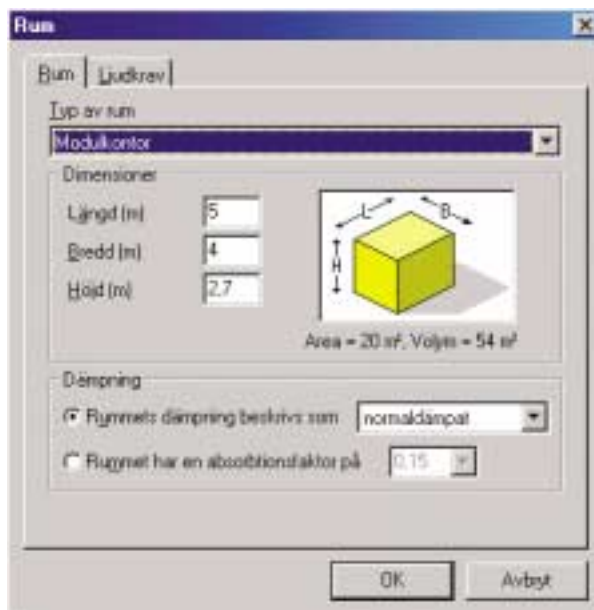 Rum
Rum
Ljudkrav
Typ av rum
Modulkontor
Dimensioner
Längd (m)
5
Bredd (m)
4
Höjd (m)
2,7
L
B
H
Area = 20 m², Volym = 54 m³
Dämpning
Rummets dämpning beskrivs som
normaldämpat
Rummet har en absorbtionsfaktor på
0,15
OK
Avbryt